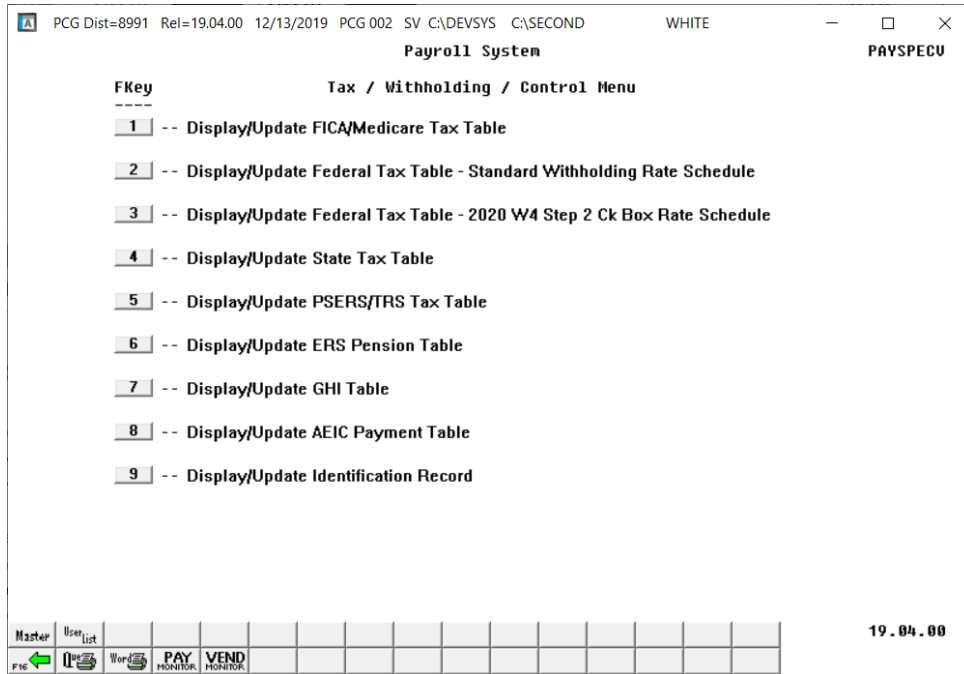 A PCG Dist=8991 Rel=19.04.00 12/13/2019 PCG 002 SV C:\DEVSYS C:\SECOND WHITE
Payroll System PAYSPECV
FKey Tax / Withholding / Control Menu
----
1 -- Display/Update FICA/Medicare Tax Table
2 -- Display/Update Federal Tax Table - Standard Withholding Rate Schedule
3 -- Display/Update Federal Tax Table - 2020 W4 Step 2 Ck Box Rate Schedule
4 -- Display/Update State Tax Table
5 -- Display/Update PSERS/TRS Tax Table
6 -- Display/Update ERS Pension Table
7 -- Display/Update GHI Table
8 -- Display/Update AEIC Payment Table
9 -- Display/Update Identification Record
Master User List 19.04.00
F16 Que Word PAY MONITOR VEND MONITOR